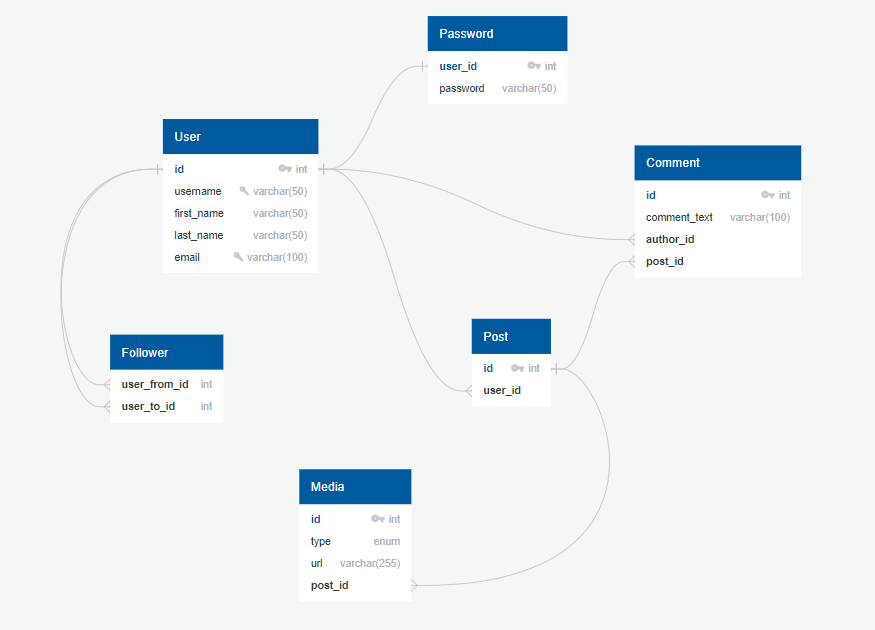 Password
user_id int
password varchar(50)
User
id int
username varchar(50)
first_name varchar(50)
last_name varchar(50)
email varchar(100)
Comment
id int
comment_text varchar(100)
author_id
post_id
Follower
user_from_id int
user_to_id int
Post
id int
user_id
Media
id int
type enum
url varchar(255)
post_id